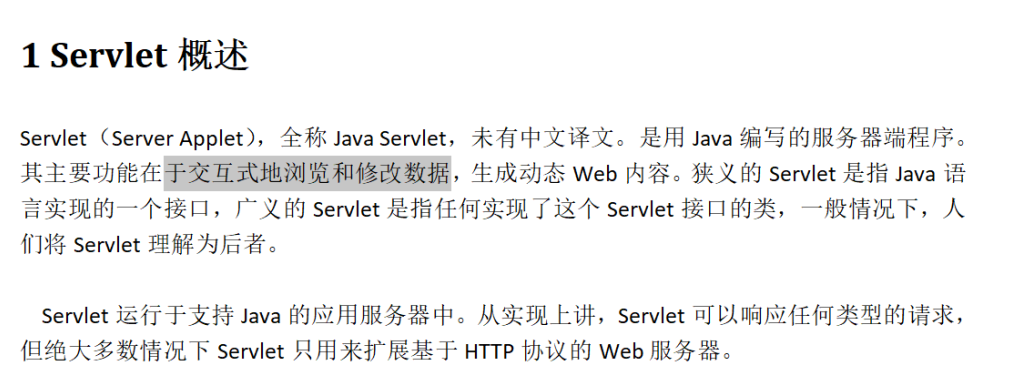 1 Servlet 概述
Servlet（Server Applet），全称 Java Servlet，未有中文译文。是用 Java 编写的服务器端程序。
其主要功能在于交互式地浏览和修改数据，生成动态 Web 内容。狭义的 Servlet 是指 Java 语
言实现的一个接口，广义的 Servlet 是指任何实现了这个 Servlet 接口的类，一般情况下，人
们将 Servlet 理解为后者。
Servlet 运行于支持 Java 的应用服务器中。从实现上讲，Servlet 可以响应任何类型的请求，
但绝大多数情况下 Servlet 只用来扩展基于 HTTP 协议的 Web 服务器。